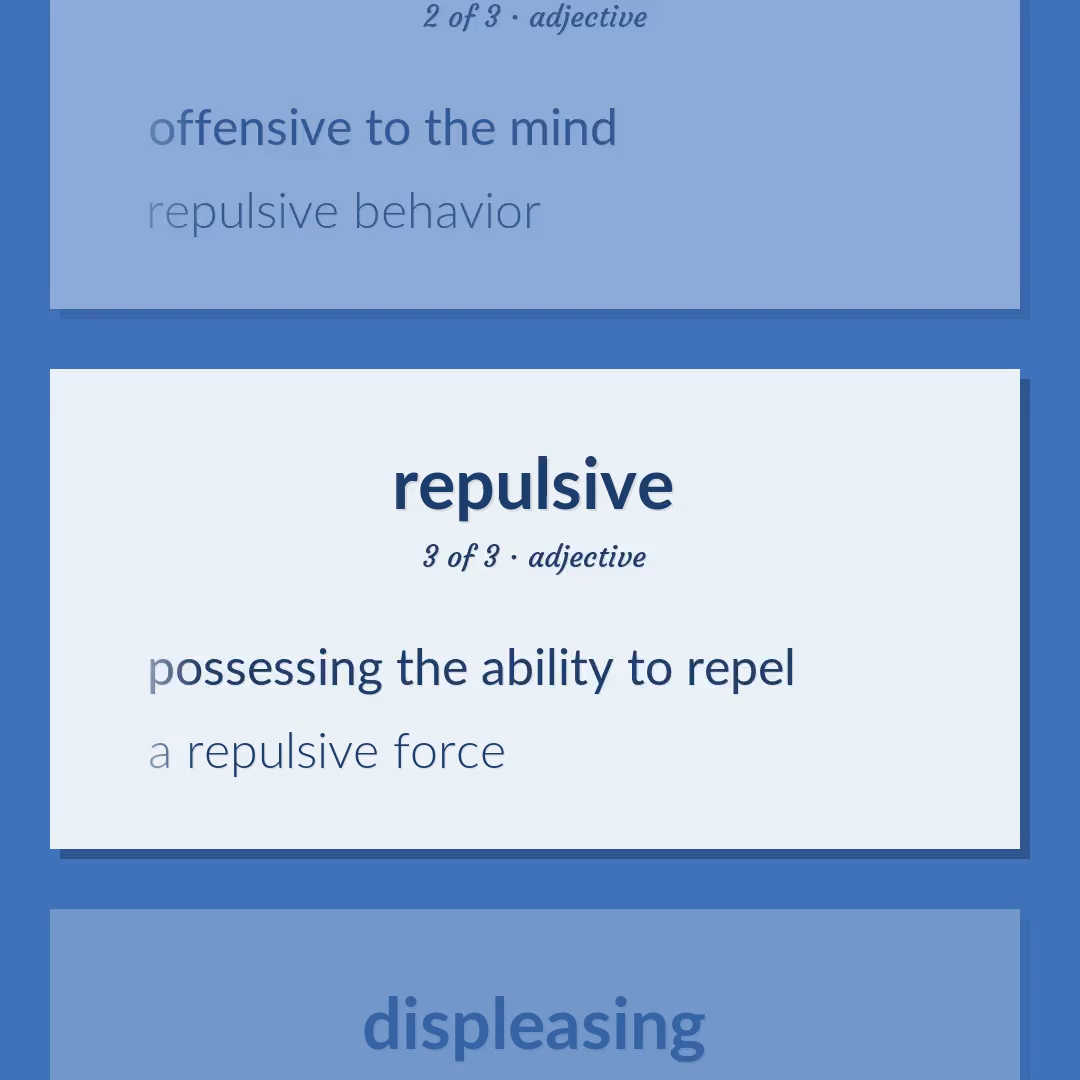 2 of 3 · adjective
offensive to the mind
repulsive behavior
repulsive
3 of 3 · adjective
possessing the ability to repel
a repulsive force
displeasing